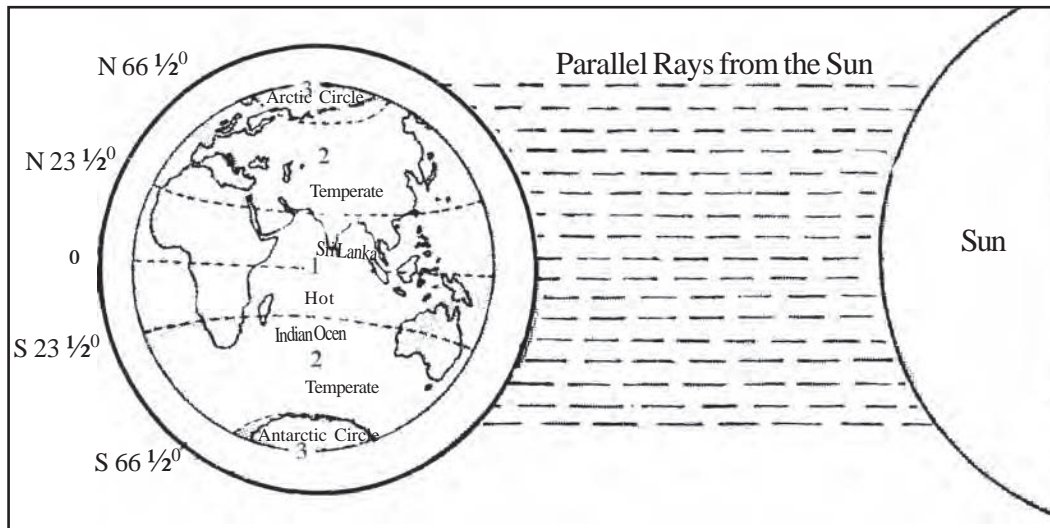 N 66 ½⁰
Parallel Rays from the Sun
3
Arctic Circle
N 23 ½⁰
2
Temperate
Sri Lanka
Sun
0
1
Hot
Indian Ocen
S 23 ½⁰
2
Temperate
Antarctic Circle
S 66 ½⁰
3